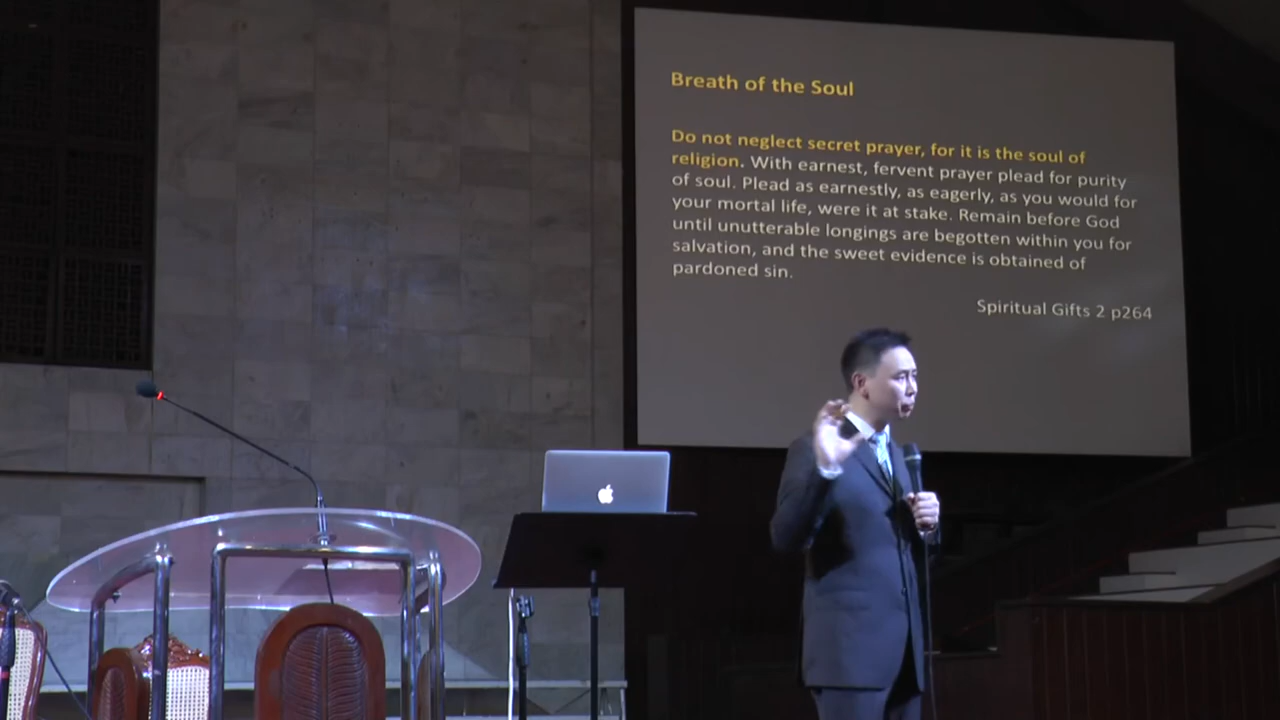 Breath of the Soul
Do not neglect secret prayer, for it is the soul of
religion. With earnest, fervent prayer plead for purity
of soul. Plead as earnestly, as eagerly, as you would for
your mortal life, were it at stake. Remain before God
until unutterable longings are begotten within you for
salvation, and the sweet evidence is obtained of
pardoned sin.
Spiritual Gifts 2 p264